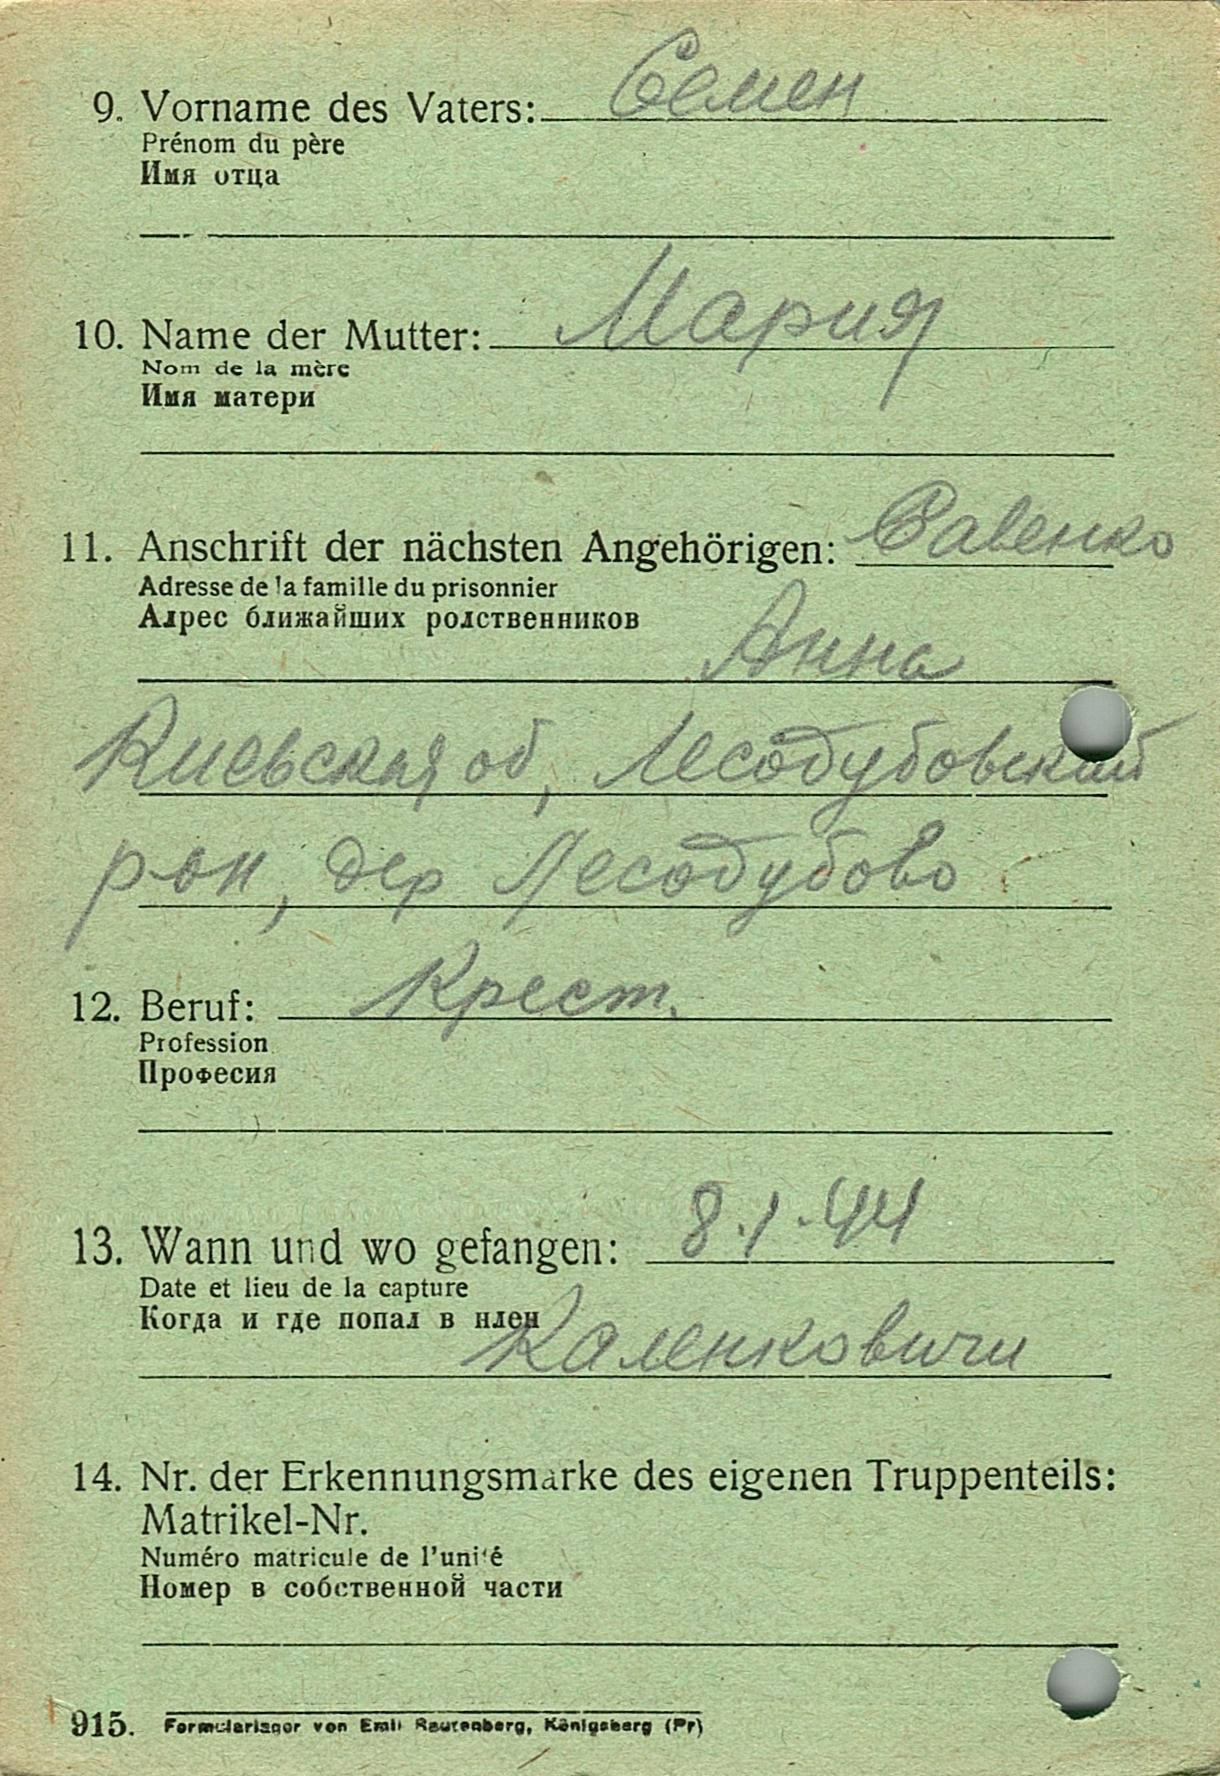 9. Vorname des Vaters: Семен
Prénom du père
Имя отца
10. Name der Mutter: Мария
Nom de la mère
Имя матери
11. Anschrift der nächsten Angehörigen: Савенко
Adresse de la famille du prisonnier
Адрес ближайших родственников
Анна
Киевская об, Лесодубовский
р-он, дер Лесодубово
12. Beruf: Крест.
Profession
Професия
13. Wann und wo gefangen: 8.1.44
Date et lieu de la capture
Когда и где попал в плен
Каленковичи
14. Nr. der Erkennungsmarke des eigenen Truppenteils:
Matrikel-Nr.
Numéro matricule de l'unité
Номер в собственной части
915. Formularlager von Emil Rautenberg, Königsberg (Pr)